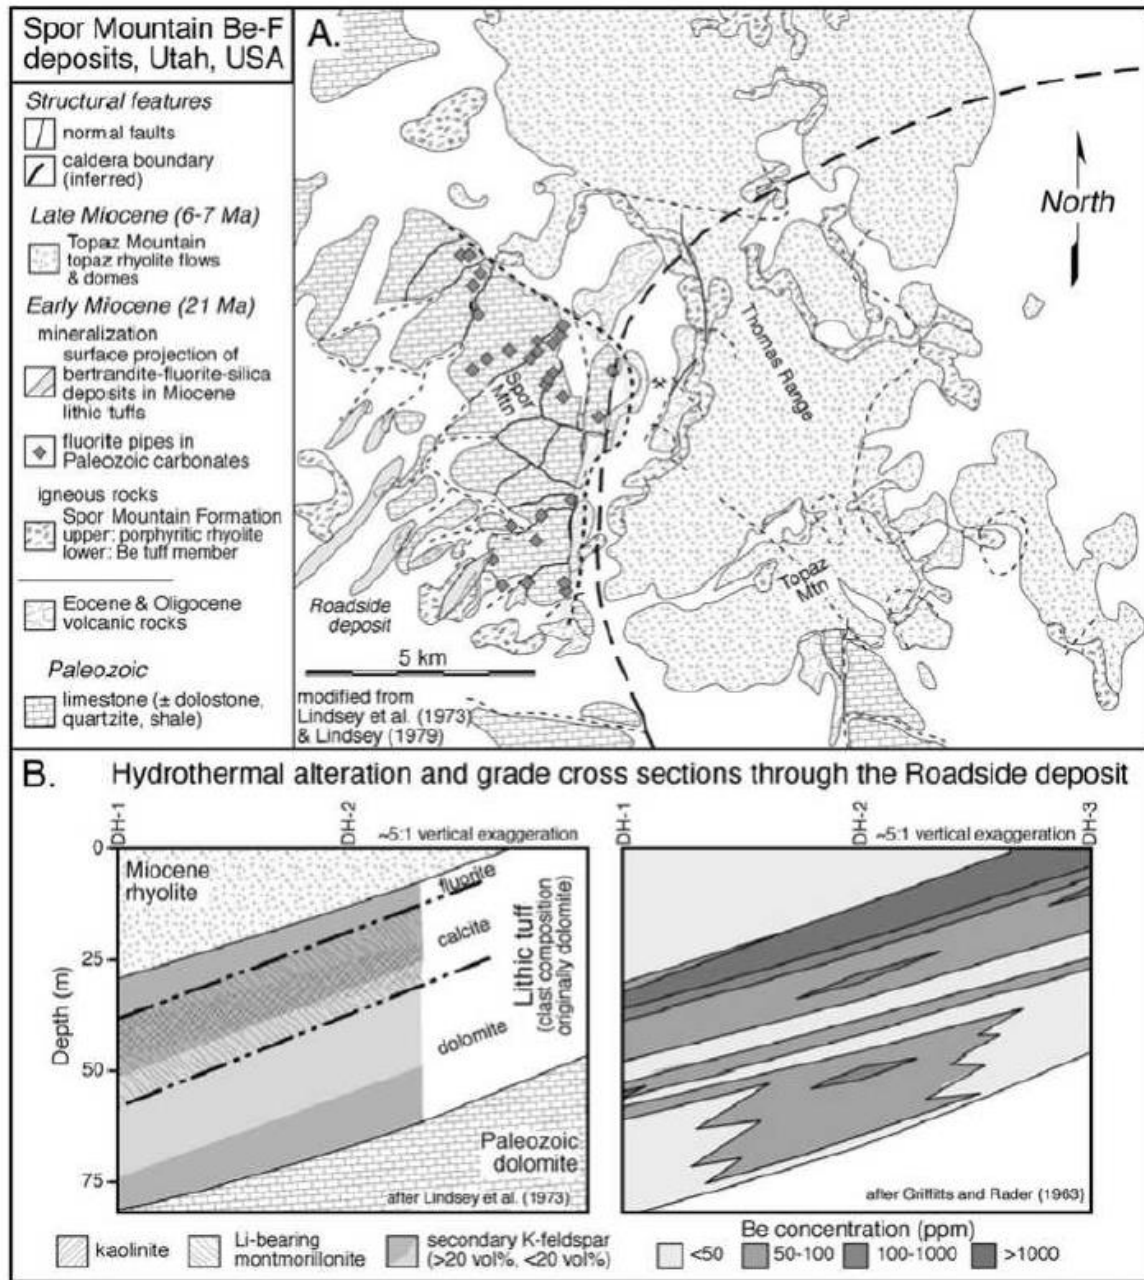 Spor Mountain Be-F
deposits, Utah, USA
Structural features
normal faults
caldera boundary
(inferred)
Late Miocene (6-7 Ma)
Topaz Mountain
topaz rhyolite flows
& domes
Early Miocene (21 Ma)
mineralization
surface projection of
bertrandite-fluorite-silica
deposits in Miocene
lithic tuffs
fluorite pipes in
Paleozoic carbonates
igneous rocks
Spor Mountain Formation
upper: porphyritic rhyolite
lower: Be tuff member
Eocene & Oligocene
volcanic rocks
Paleozoic
limestone (± dolostone,
quartzite, shale)
A.
North
Thomas Range
Spor
Mtn
Topaz
Mtn
Roadside
deposit
5 km
modified from
Lindsey et al. (1973)
& Lindsey (1979)
B. Hydrothermal alteration and grade cross sections through the Roadside deposit
DH-1
DH-2
~5:1 vertical exaggeration
0
25
50
75
Depth (m)
Miocene
rhyolite
fluorite
calcite
dolomite
Lithic tuff
(clast composition
originally dolomite)
Paleozoic
dolomite
after Lindsey et al. (1973)
DH-1
DH-2
DH-3
~5:1 vertical exaggeration
after Griffitts and Rader (1963)
kaolinite
Li-bearing
montmorillonite
secondary K-feldspar
(>20 vol%, <20 vol%)
Be concentration (ppm)
<50
50-100
100-1000
>1000